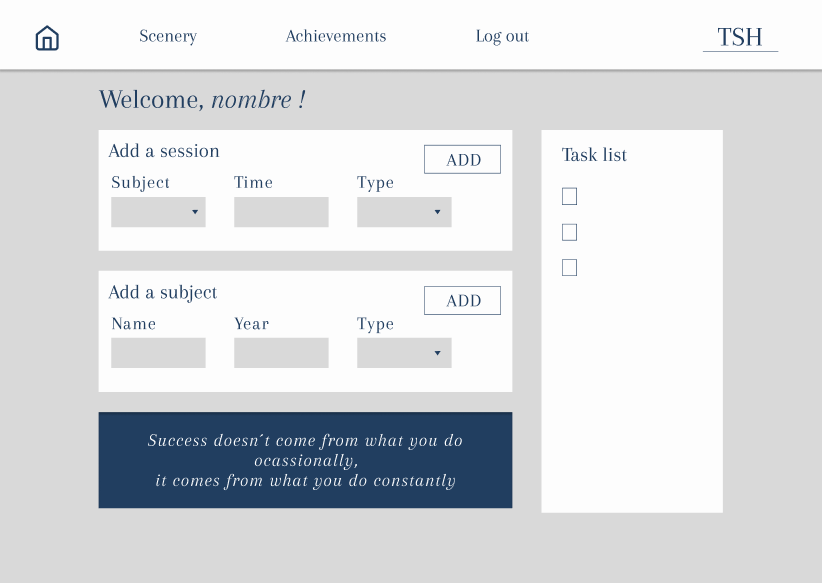 Scenery
Achievements
Log out
TSH
Welcome, nombre !
Add a session
ADD
Subject
Time
Type
Add a subject
ADD
Name
Year
Type
Success doesn´t come from what you do
ocassionally,
it comes from what you do constantly
Task list